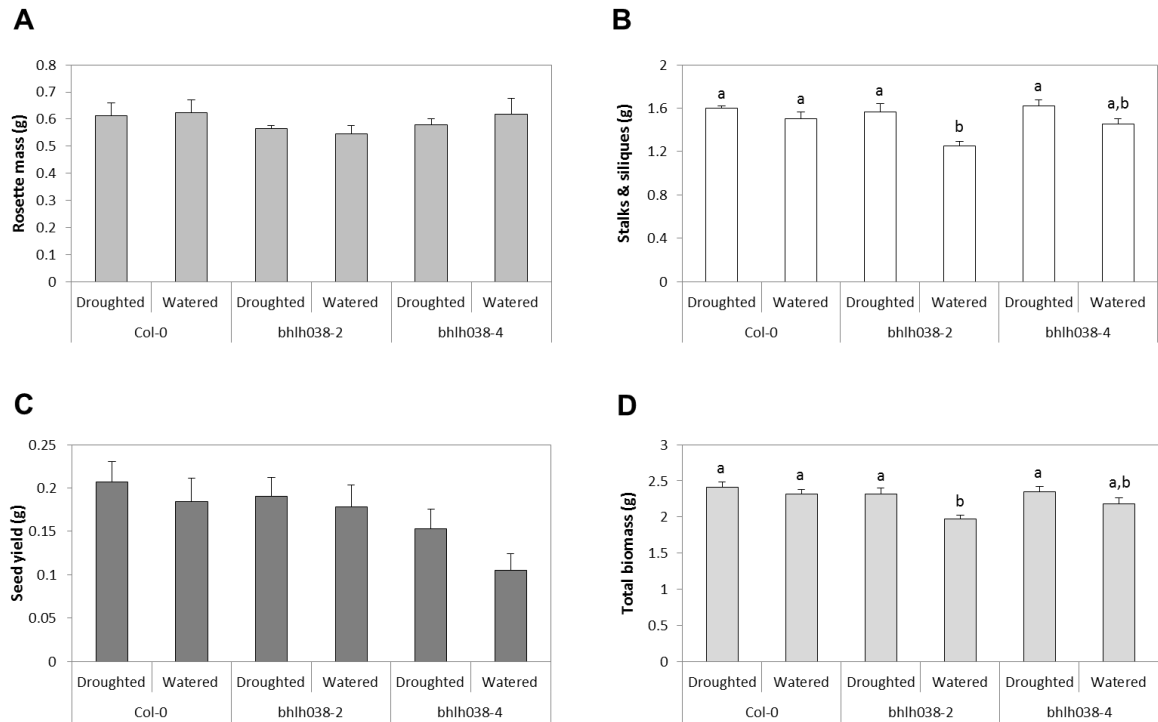 A
Rosette mass (g)
0.8
0.7
0.6
0.5
0.4
0.3
0.2
0.1
0
Droughted Watered Droughted Watered Droughted Watered
Col-0 bhlh038-2 bhlh038-4
B
Stalks & siliques (g)
2
1.6
1.2
0.8
0.4
0
a a a b a a,b
Droughted Watered Droughted Watered Droughted Watered
Col-0 bhlh038-2 bhlh038-4
C
Seed yield (g)
0.25
0.2
0.15
0.1
0.05
0
Droughted Watered Droughted Watered Droughted Watered
Col-0 bhlh038-2 bhlh038-4
D
Total biomass (g)
3
2.5
2
1.5
1
0.5
0
a a a b a a,b
Droughted Watered Droughted Watered Droughted Watered
Col-0 bhlh038-2 bhlh038-4